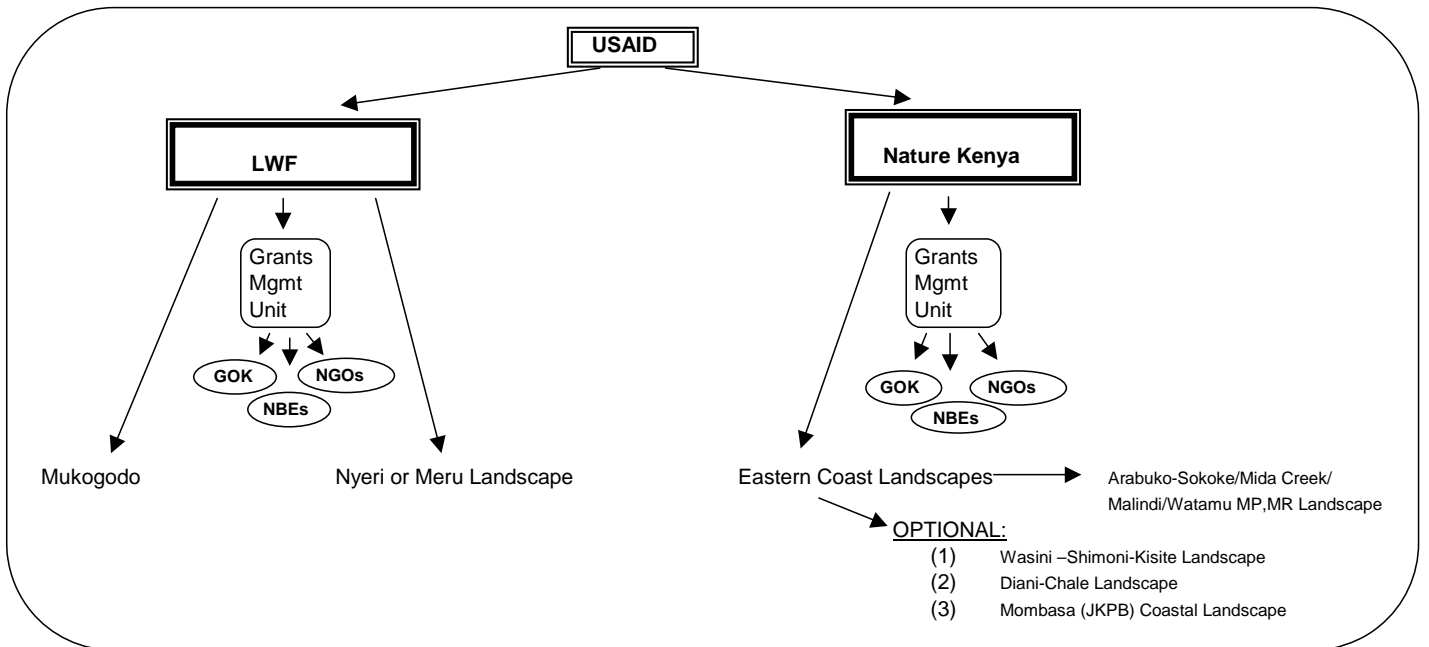 USAID
LWF
Nature Kenya
Grants
Mgmt
Unit
GOK
NGOs
NBEs
Grants
Mgmt
Unit
GOK
NGOs
NBEs
Mukogodo
Nyeri or Meru Landscape
Eastern Coast Landscapes
Arabuko-Sokoke/Mida Creek/
Malindi/Watamu MP,MR Landscape
OPTIONAL:
(1) Wasini –Shimoni-Kisite Landscape
(2) Diani-Chale Landscape
(3) Mombasa (JKPB) Coastal Landscape